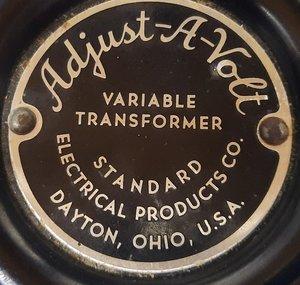 Adjust-A-Volt
VARIABLE
TRANSFORMER
STANDARD
ELECTRICAL PRODUCTS CO.
DAYTON, OHIO, U.S.A.